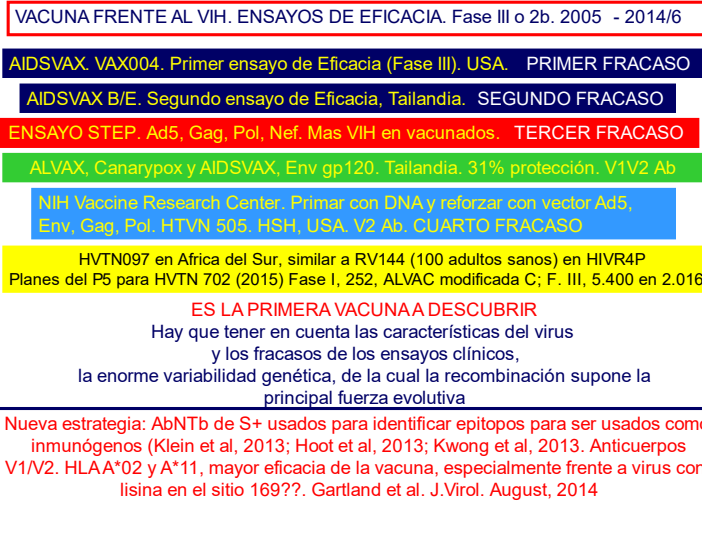 VACUNA FRENTE AL VIH. ENSAYOS DE EFICACIA. Fase III o 2b. 2005 - 2014/6
AIDSVAX. VAX004. Primer ensayo de Eficacia (Fase III). USA. PRIMER FRACASO
AIDSVAX B/E. Segundo ensayo de Eficacia, Tailandia. SEGUNDO FRACASO
ENSAYO STEP. Ad5, Gag, Pol, Nef. Mas VIH en vacunados. TERCER FRACASO
ALVAX, Canarypox y AIDSVAX, Env gp120. Tailandia. 31% protección. V1V2 Ab
NIH Vaccine Research Center. Primar con DNA y reforzar con vector Ad5,
Env, Gag, Pol. HTVN 505. HSH, USA. V2 Ab. CUARTO FRACASO
HVTN097 en Africa del Sur, similar a RV144 (100 adultos sanos) en HIVR4P
Planes del P5 para HVTN 702 (2015) Fase I, 252, ALVAC modificada C; F. III, 5.400 en 2.016
ES LA PRIMERA VACUNA A DESCUBRIR
Hay que tener en cuenta las características del virus
y los fracasos de los ensayos clínicos,
la enorme variabilidad genética, de la cual la recombinación supone la
principal fuerza evolutiva
Nueva estrategia: AbNTb de S+ usados para identificar epitopos para ser usados como
inmunógenos (Klein et al, 2013; Hoot et al, 2013; Kwong et al, 2013. Anticuerpos
V1/V2. HLA A*02 y A*11, mayor eficacia de la vacuna, especialmente frente a virus con
lisina en el sitio 169??. Gartland et al. J.Virol. August, 2014